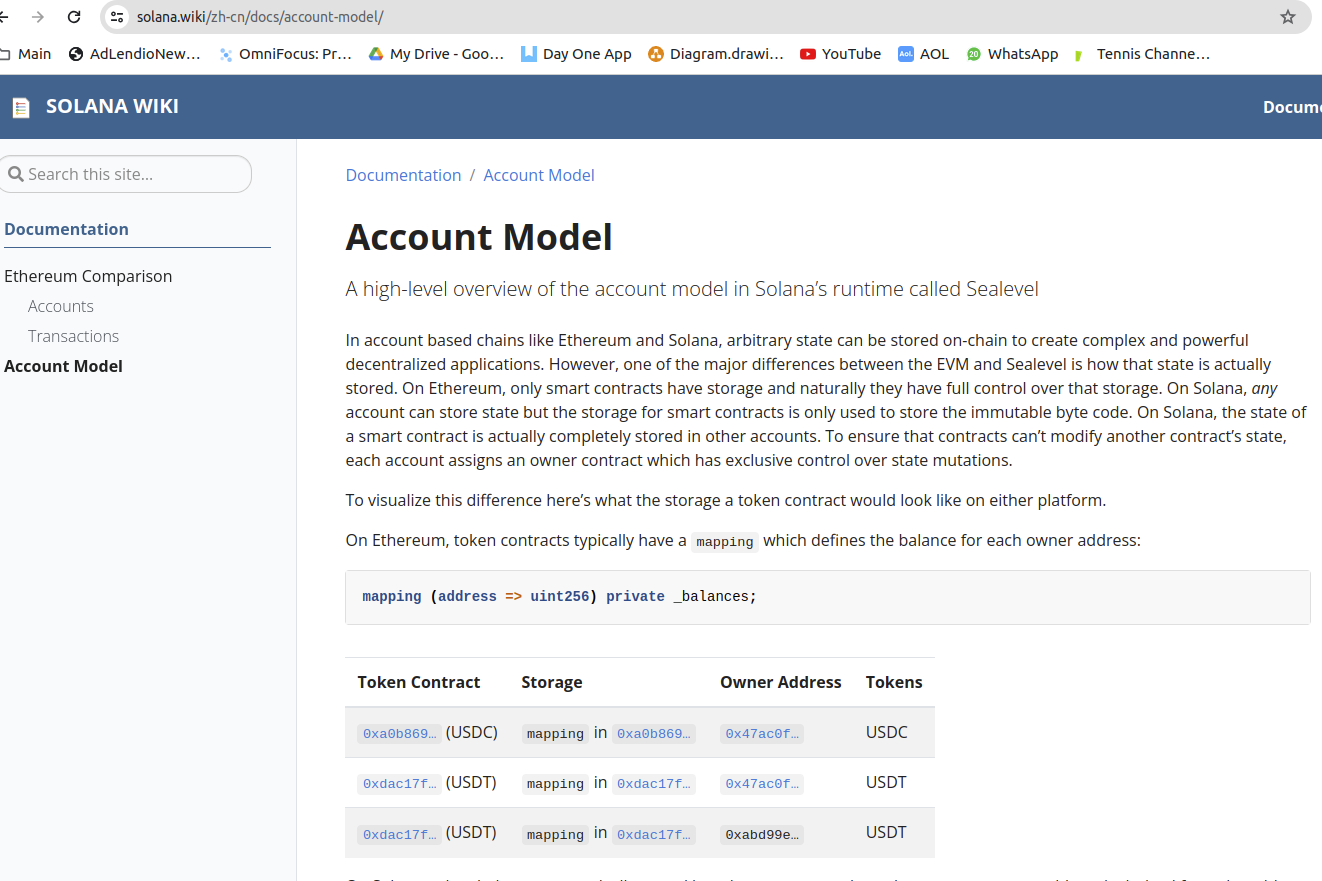 solana.wiki/zh-cn/docs/account-model/
Main AdLendioNew... OmniFocus: Pr... My Drive - Goo... Day One App Diagram.drawi... YouTube Aol. AOL 20 WhatsApp Tennis Channe...
SOLANA WIKI
Docume
Search this site...
Documentation
Ethereum Comparison
Accounts
Transactions
Account Model
Documentation / Account Model
Account Model
A high-level overview of the account model in Solana’s runtime called Sealevel
In account based chains like Ethereum and Solana, arbitrary state can be stored on-chain to create complex and powerful
decentralized applications. However, one of the major differences between the EVM and Sealevel is how that state is actually
stored. On Ethereum, only smart contracts have storage and naturally they have full control over that storage. On Solana, any
account can store state but the storage for smart contracts is only used to store the immutable byte code. On Solana, the state of
a smart contract is actually completely stored in other accounts. To ensure that contracts can’t modify another contract’s state,
each account assigns an owner contract which has exclusive control over state mutations.
To visualize this difference here’s what the storage a token contract would look like on either platform.
On Ethereum, token contracts typically have a mapping which defines the balance for each owner address:
mapping (address => uint256) private _balances;
Token Contract Storage Owner Address Tokens
0xa0b869… (USDC) mapping in 0xa0b869… 0x47ac0f… USDC
0xdac17f… (USDT) mapping in 0xdac17f… 0x47ac0f… USDT
0xdac17f… (USDT) mapping in 0xdac17f… 0xabd99e… USDT